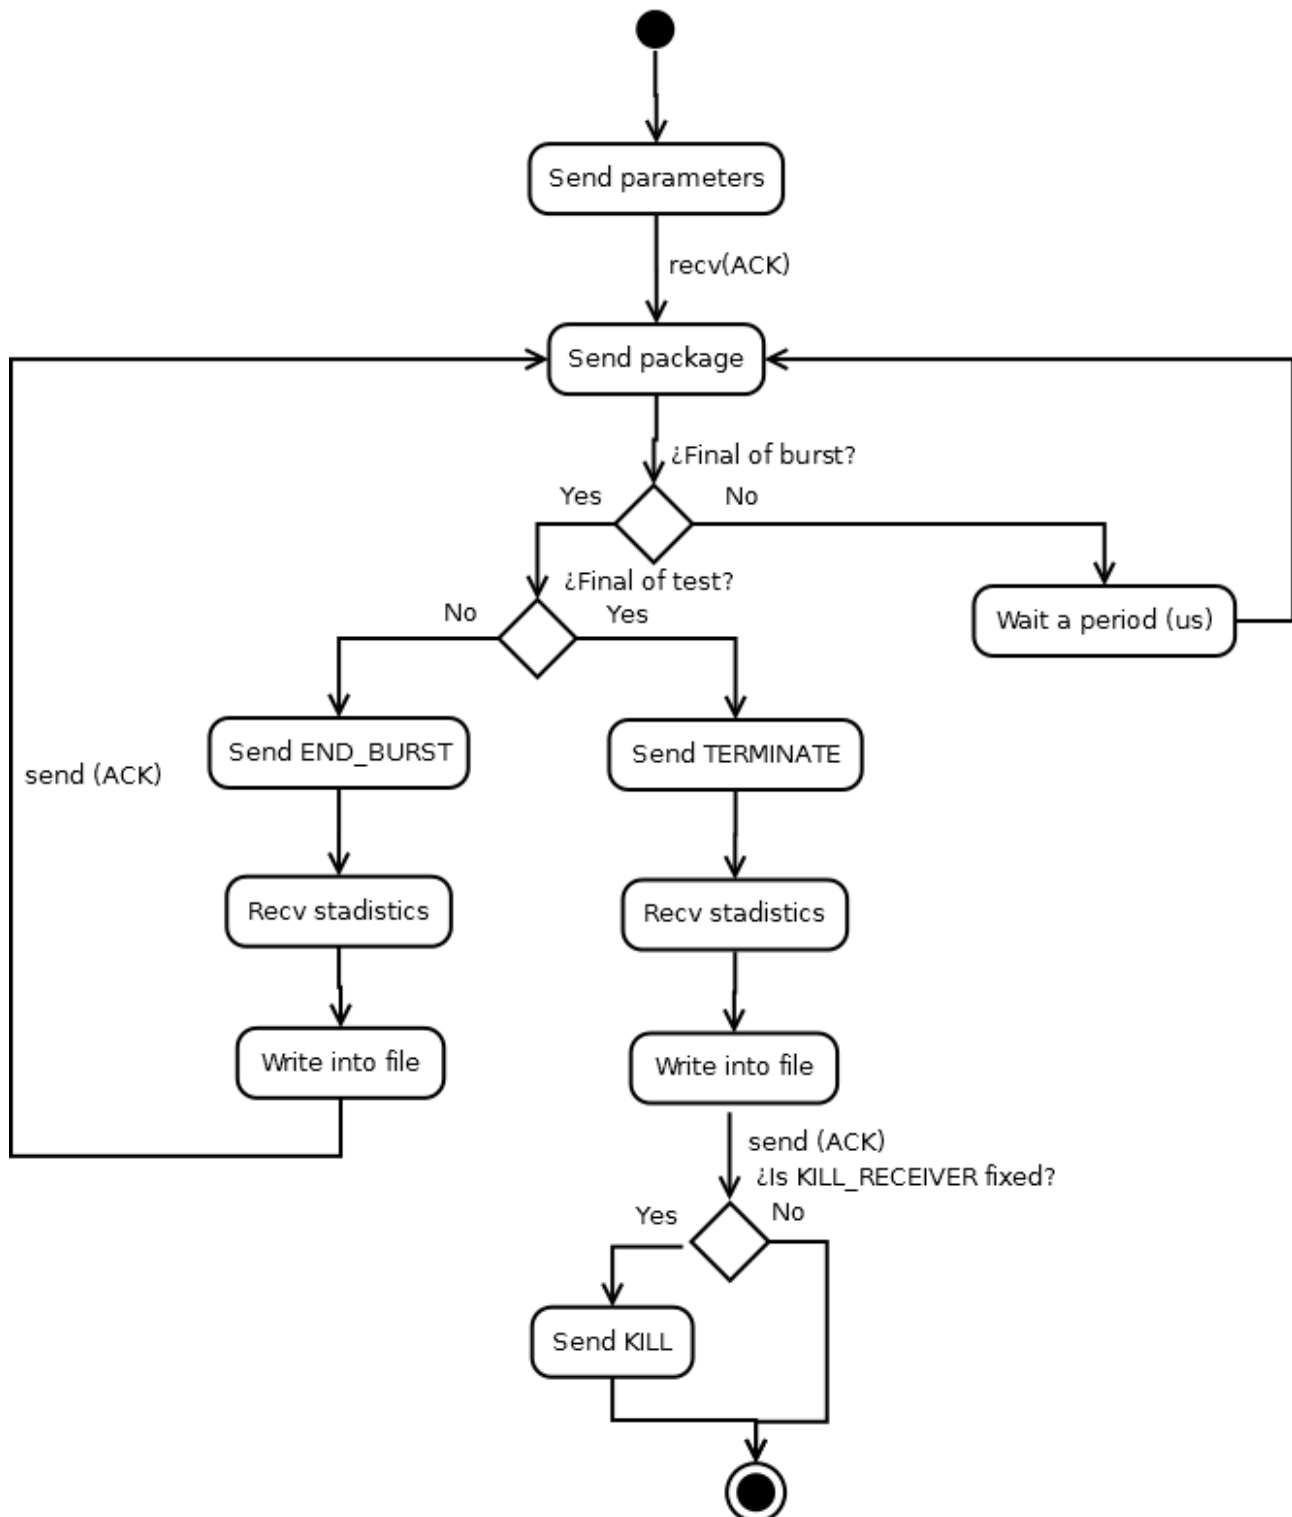 Send parameters
recv(ACK)
Send package
¿Final of burst?
Yes
No
¿Final of test?
No
Yes
Wait a period (us)
Send END_BURST
Send TERMINATE
send (ACK)
Recv stadistics
Recv stadistics
Write into file
Write into file
send (ACK)
¿Is KILL_RECEIVER fixed?
Yes
No
Send KILL